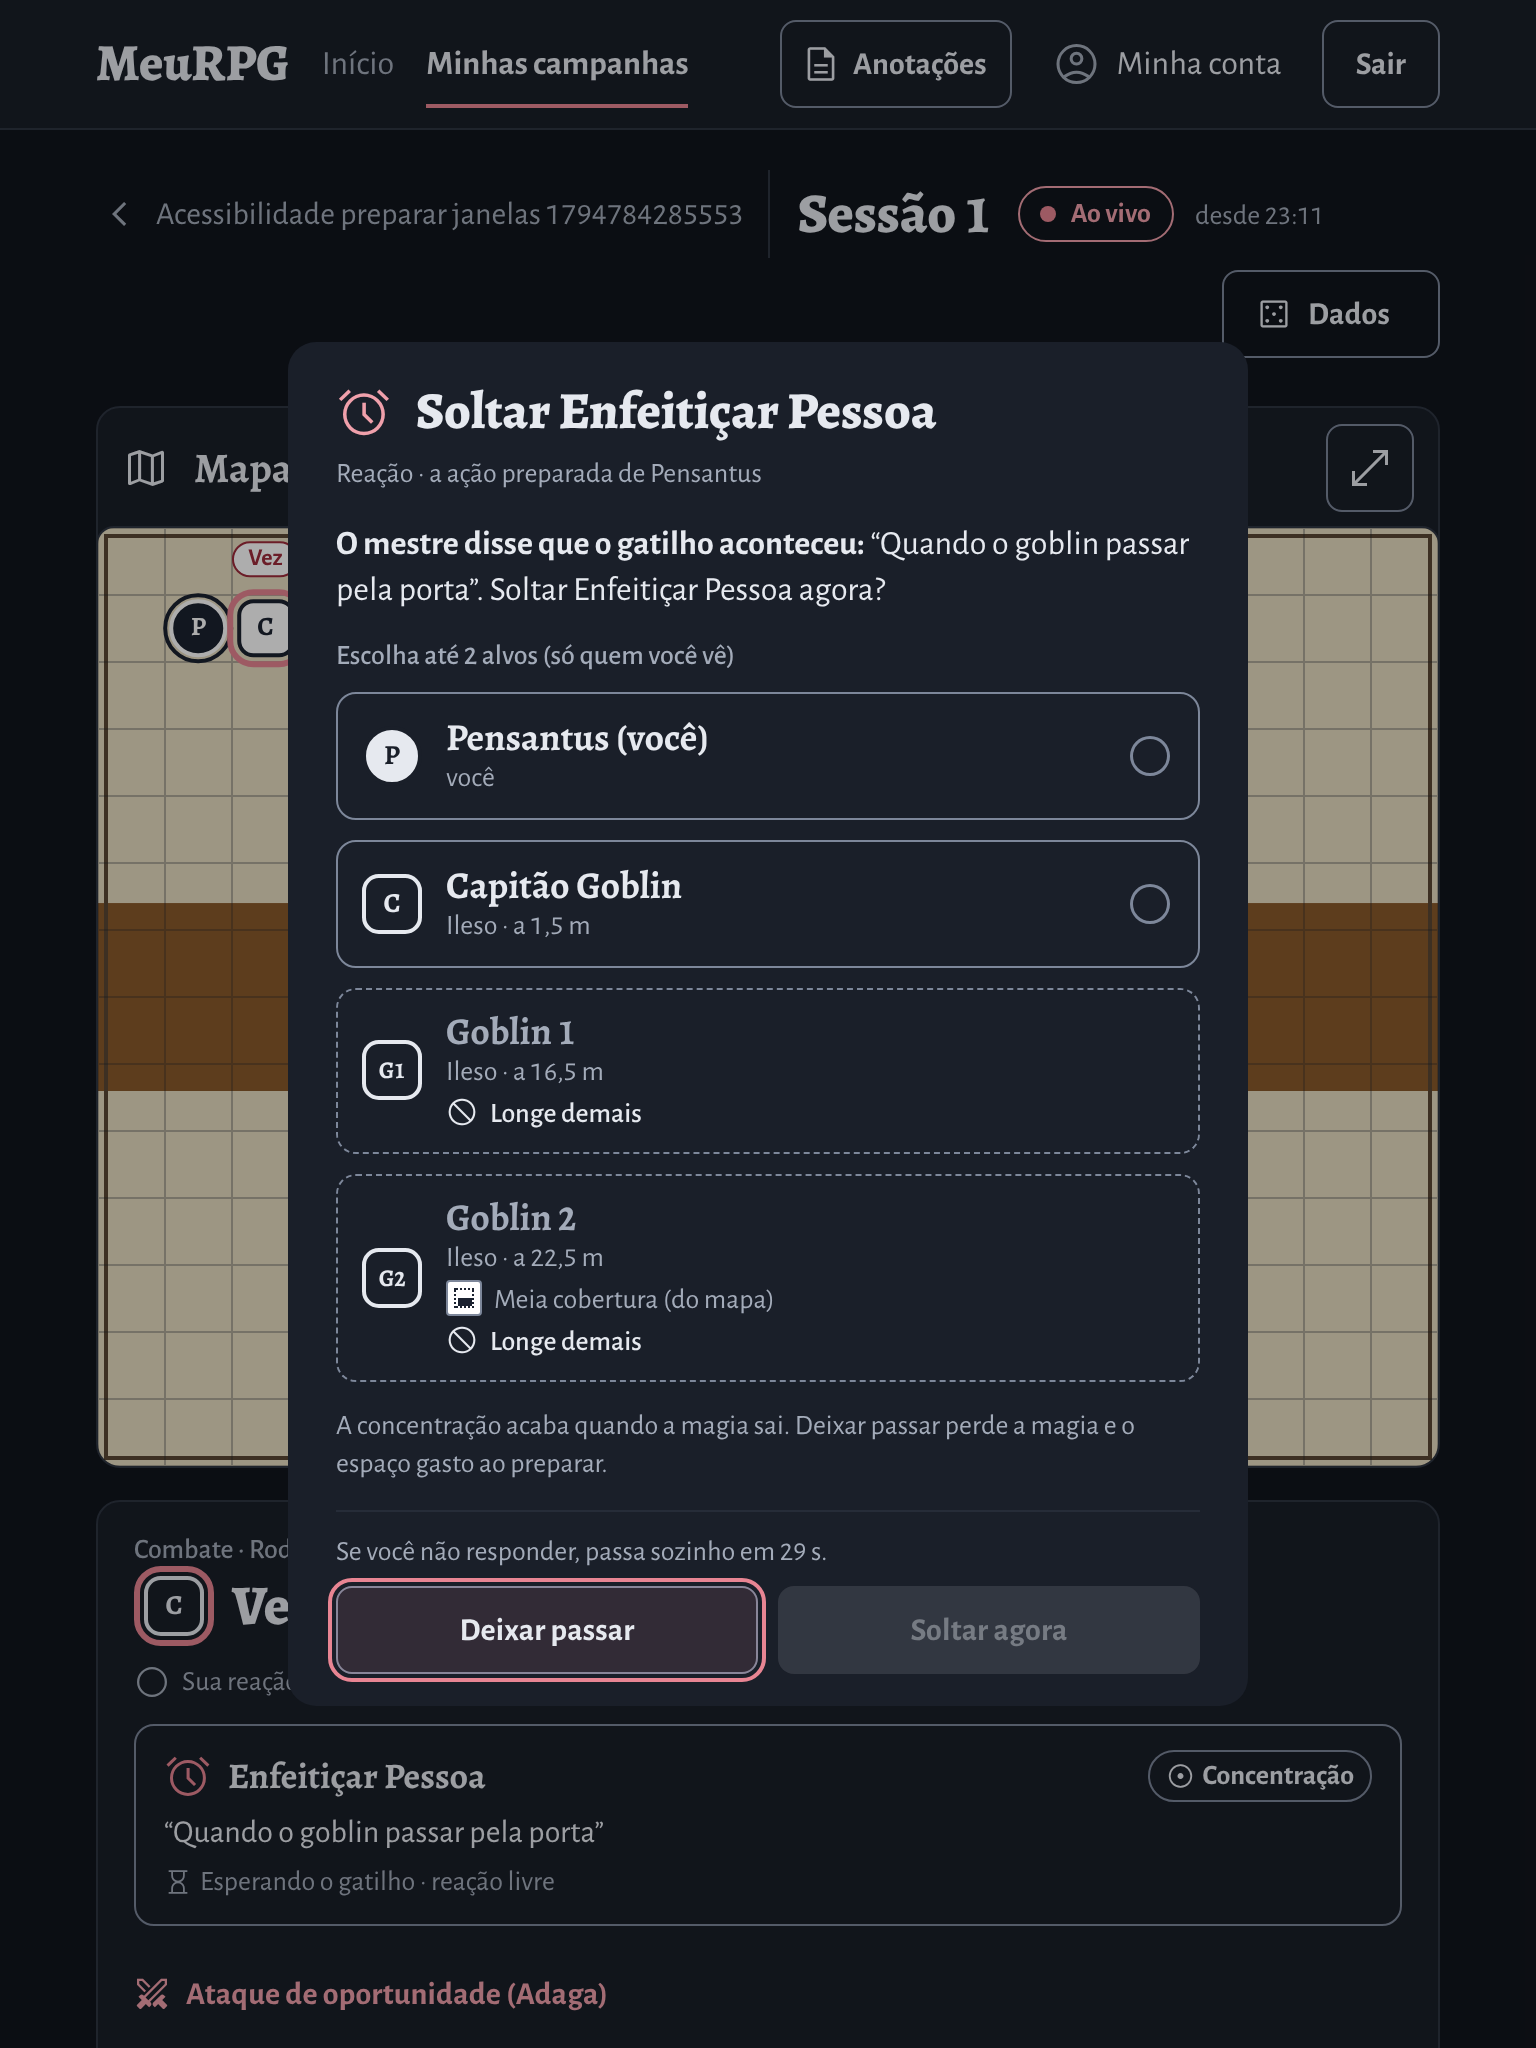 MeuRPG
Início
Minhas campanhas
Anotações
Minha conta
Sair
Acessibilidade preparar janelas 1794784285553
Sessão 1
Ao vivo
desde 23:11
Dados
Mapa
Vez
P
C
Soltar Enfeitiçar Pessoa
Reação · a ação preparada de Pensantus
O mestre disse que o gatilho aconteceu: “Quando o goblin passar
pela porta”. Soltar Enfeitiçar Pessoa agora?
Escolha até 2 alvos (só quem você vê)
P
Pensantus (você)
você
C
Capitão Goblin
Ileso · a 1,5 m
G1
Goblin 1
Ileso · a 16,5 m
Longe demais
G2
Goblin 2
Ileso · a 22,5 m
Meia cobertura (do mapa)
Longe demais
A concentração acaba quando a magia sai. Deixar passar perde a magia e o
espaço gasto ao preparar.
Se você não responder, passa sozinho em 29 s.
Deixar passar
Soltar agora
Combate · Rod
C
Ve
Sua reaçã
Enfeitiçar Pessoa
Concentração
“Quando o goblin passar pela porta”
Esperando o gatilho · reação livre
Ataque de oportunidade (Adaga)